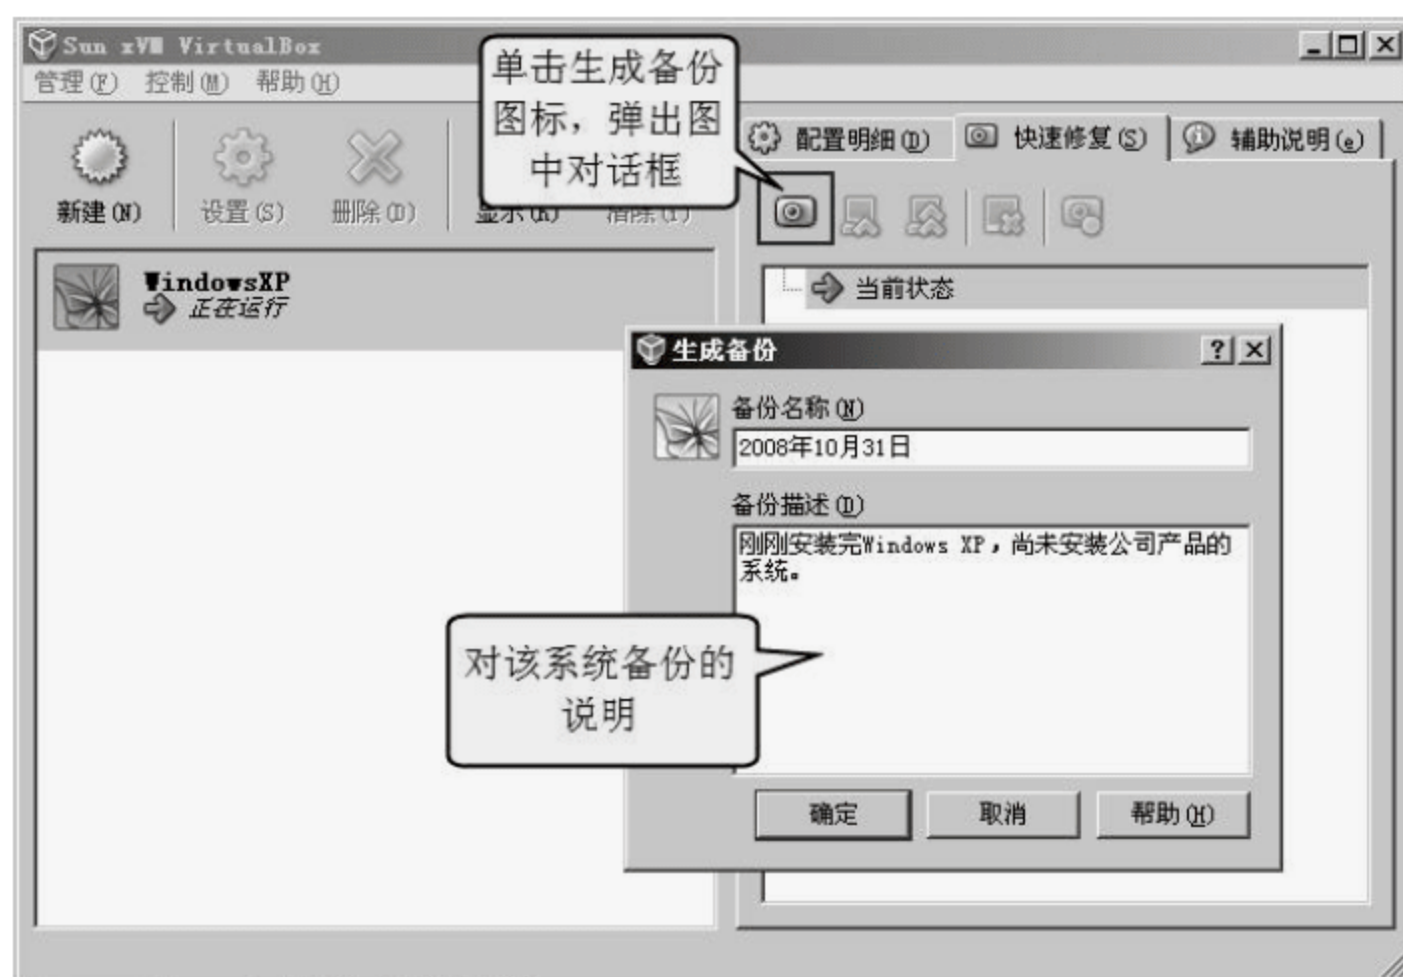 Sun xVM VirtualBox
管理(F) 控制(M) 帮助(H)
单击生成备份
图标，弹出图
中对话框
新建(N) 设置(S) 删除(D) 显示(R) 清除(I)
配置明细(D) 快速修复(S) 辅助说明(e)
WindowsXP
正在运行
当前状态
生成备份
备份名称(N)
2008年10月31日
备份描述(D)
刚刚安装完Windows XP，尚未安装公司产品的
系统。
对该系统备份的
说明
确定 取消 帮助(H)